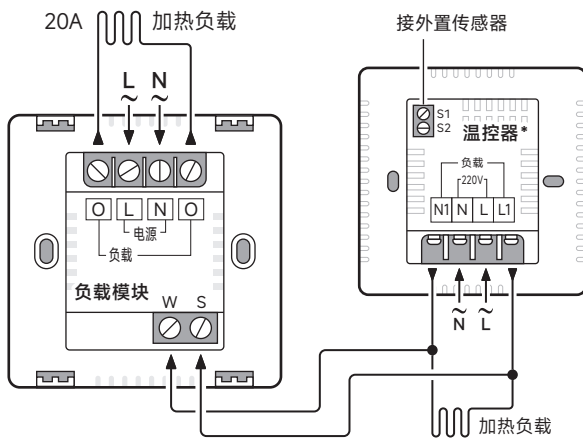 20A 加热负载
L N
~ ~
O L N O
电源
负载
负载模块
W S
接外置传感器
S1
S2
温控器*
负载
220V
N1 N L L1
~ ~
N L
加热负载